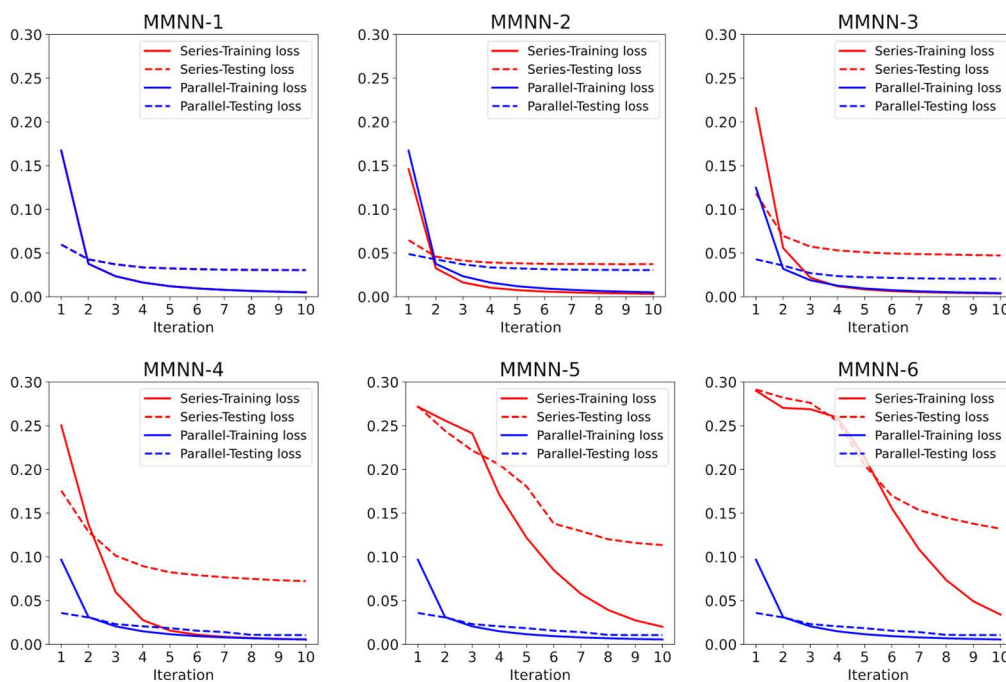 MMNN-1
0.30
0.25
0.20
0.15
0.10
0.05
0.00
Series-Training loss
Series-Testing loss
Parallel-Training loss
Parallel-Testing loss
1 2 3 4 5 6 7 8 9 10
Iteration
MMNN-2
0.30
0.25
0.20
0.15
0.10
0.05
0.00
Series-Training loss
Series-Testing loss
Parallel-Training loss
Parallel-Testing loss
1 2 3 4 5 6 7 8 9 10
Iteration
MMNN-3
0.30
0.25
0.20
0.15
0.10
0.05
0.00
Series-Training loss
Series-Testing loss
Parallel-Training loss
Parallel-Testing loss
1 2 3 4 5 6 7 8 9 10
Iteration
MMNN-4
0.30
0.25
0.20
0.15
0.10
0.05
0.00
Series-Training loss
Series-Testing loss
Parallel-Training loss
Parallel-Testing loss
1 2 3 4 5 6 7 8 9 10
Iteration
MMNN-5
0.30
0.25
0.20
0.15
0.10
0.05
0.00
Series-Training loss
Series-Testing loss
Parallel-Training loss
Parallel-Testing loss
1 2 3 4 5 6 7 8 9 10
Iteration
MMNN-6
0.30
0.25
0.20
0.15
0.10
0.05
0.00
Series-Training loss
Series-Testing loss
Parallel-Training loss
Parallel-Testing loss
1 2 3 4 5 6 7 8 9 10
Iteration